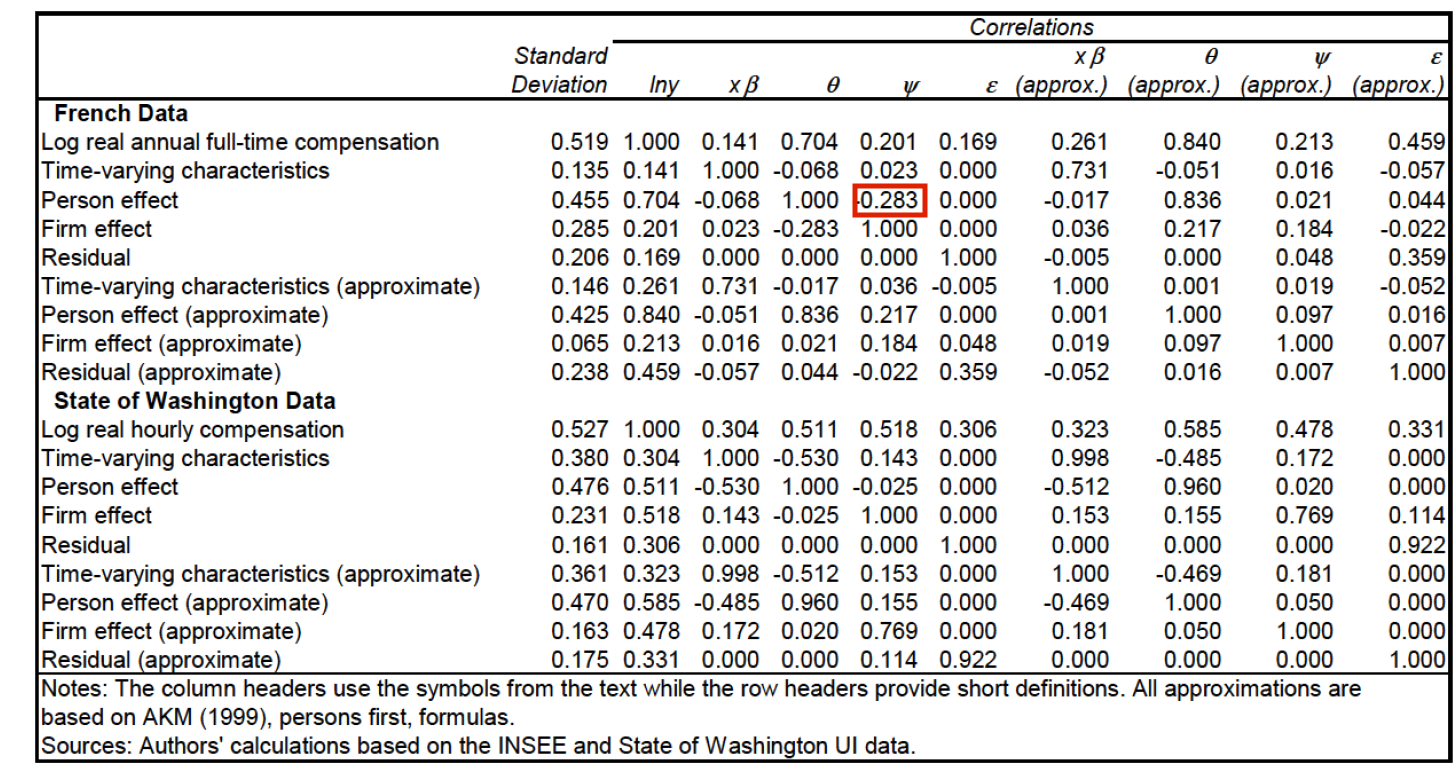 Correlations
Standard x β θ ψ ε
Deviation lny x β θ ψ ε (approx.) (approx.) (approx.) (approx.)
French Data
Log real annual full-time compensation 0.519 1.000 0.141 0.704 0.201 0.169 0.261 0.840 0.213 0.459
Time-varying characteristics 0.135 0.141 1.000 -0.068 0.023 0.000 0.731 -0.051 0.016 -0.057
Person effect 0.455 0.704 -0.068 1.000 -0.283 0.000 -0.017 0.836 0.021 0.044
Firm effect 0.285 0.201 0.023 -0.283 1.000 0.000 0.036 0.217 0.184 -0.022
Residual 0.206 0.169 0.000 0.000 0.000 1.000 -0.005 0.000 0.048 0.359
Time-varying characteristics (approximate) 0.146 0.261 0.731 -0.017 0.036 -0.005 1.000 0.001 0.019 -0.052
Person effect (approximate) 0.425 0.840 -0.051 0.836 0.217 0.000 0.001 1.000 0.097 0.016
Firm effect (approximate) 0.065 0.213 0.016 0.021 0.184 0.048 0.019 0.097 1.000 0.007
Residual (approximate) 0.238 0.459 -0.057 0.044 -0.022 0.359 -0.052 0.016 0.007 1.000
State of Washington Data
Log real hourly compensation 0.527 1.000 0.304 0.511 0.518 0.306 0.323 0.585 0.478 0.331
Time-varying characteristics 0.380 0.304 1.000 -0.530 0.143 0.000 0.998 -0.485 0.172 0.000
Person effect 0.476 0.511 -0.530 1.000 -0.025 0.000 -0.512 0.960 0.020 0.000
Firm effect 0.231 0.518 0.143 -0.025 1.000 0.000 0.153 0.155 0.769 0.114
Residual 0.161 0.306 0.000 0.000 0.000 1.000 0.000 0.000 0.000 0.922
Time-varying characteristics (approximate) 0.361 0.323 0.998 -0.512 0.153 0.000 1.000 -0.469 0.181 0.000
Person effect (approximate) 0.470 0.585 -0.485 0.960 0.155 0.000 -0.469 1.000 0.050 0.000
Firm effect (approximate) 0.163 0.478 0.172 0.020 0.769 0.000 0.181 0.050 1.000 0.000
Residual (approximate) 0.175 0.331 0.000 0.000 0.114 0.922 0.000 0.000 0.000 1.000
Notes: The column headers use the symbols from the text while the row headers provide short definitions. All approximations are
based on AKM (1999), persons first, formulas.
Sources: Authors' calculations based on the INSEE and State of Washington UI data.